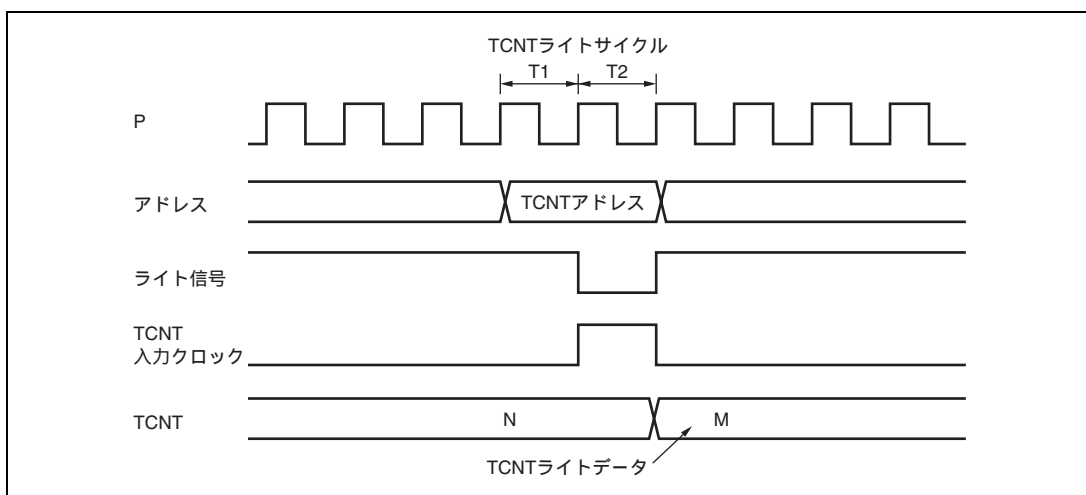 TCNTライトサイクル
T1 T2
P
アドレス
TCNTアドレス
ライト信号
TCNT
入力クロック
TCNT
N
M
TCNTライトデータ